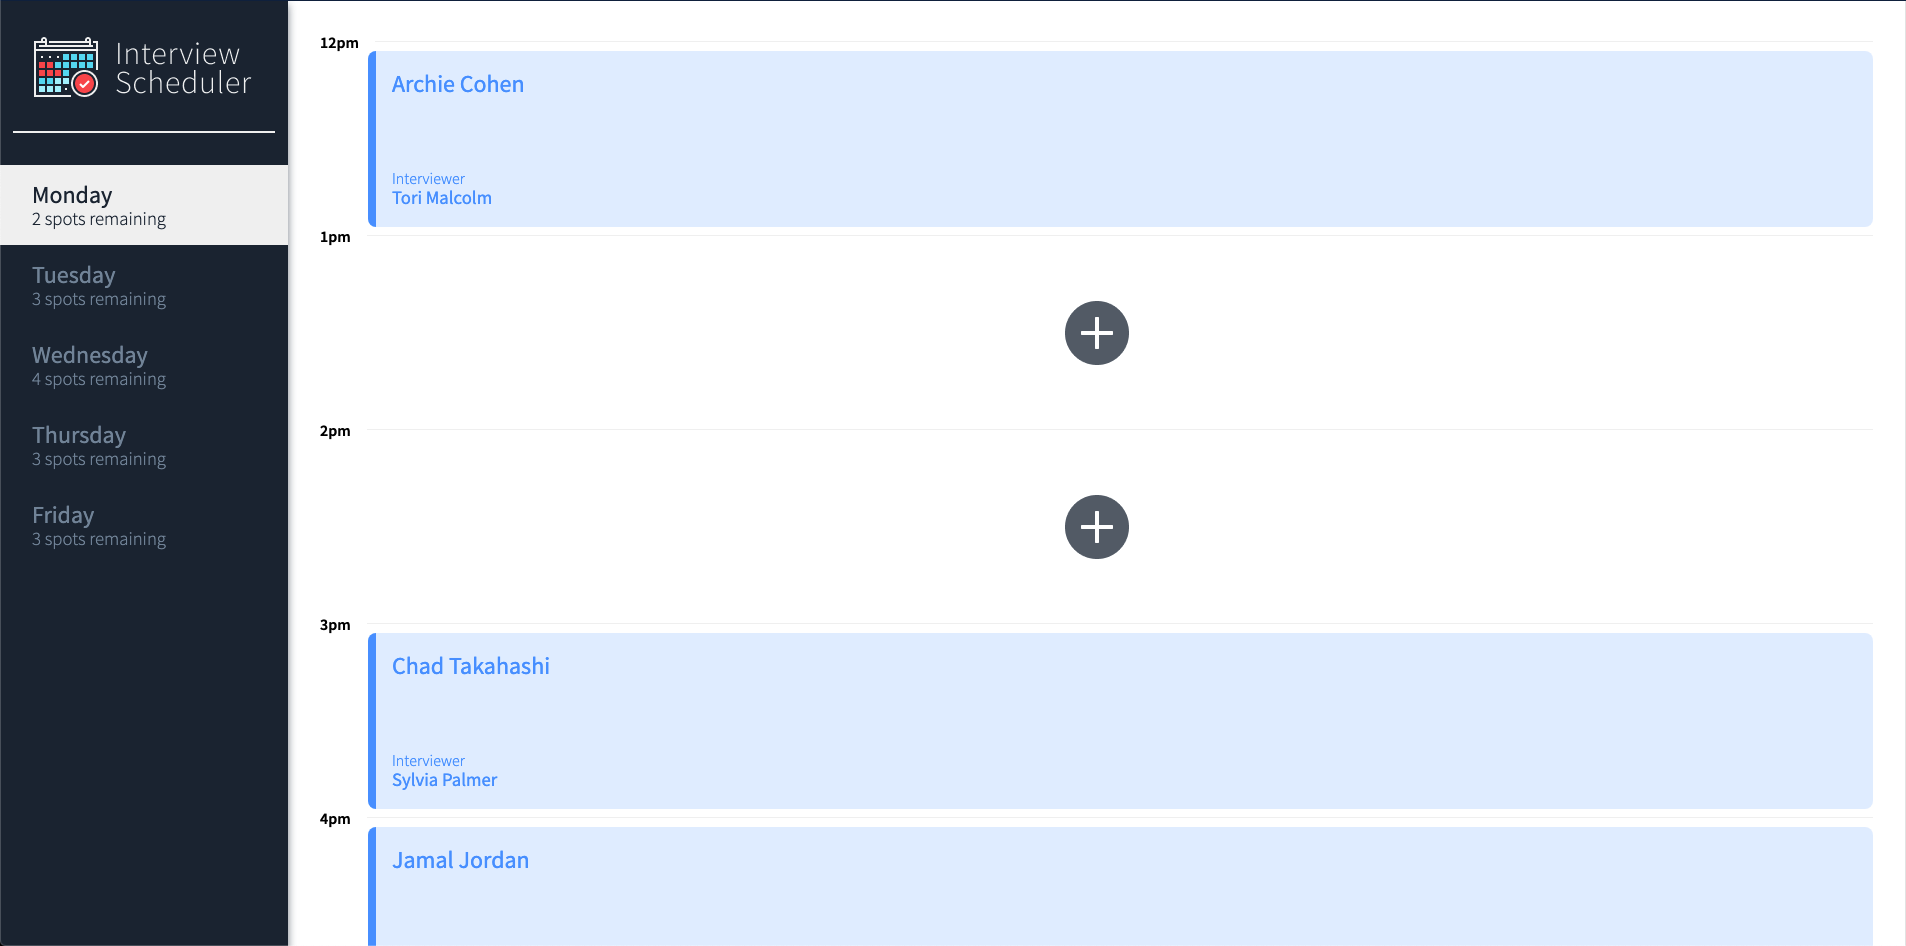 Interview
Scheduler
Monday
2 spots remaining
Tuesday
3 spots remaining
Wednesday
4 spots remaining
Thursday
3 spots remaining
Friday
3 spots remaining
12pm
Archie Cohen
Interviewer
Tori Malcolm
1pm
2pm
3pm
Chad Takahashi
Interviewer
Sylvia Palmer
4pm
Jamal Jordan